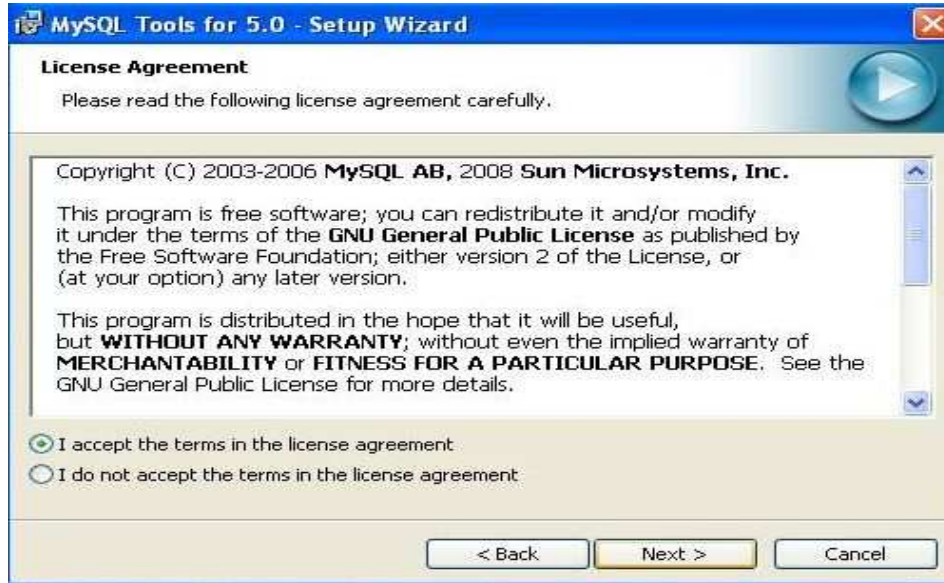 MySQL Tools for 5.0 - Setup Wizard
License Agreement
Please read the following license agreement carefully.
Copyright (C) 2003-2006 MySQL AB, 2008 Sun Microsystems, Inc.
This program is free software; you can redistribute it and/or modify
it under the terms of the GNU General Public License as published by
the Free Software Foundation; either version 2 of the License, or
(at your option) any later version.
This program is distributed in the hope that it will be useful,
but WITHOUT ANY WARRANTY; without even the implied warranty of
MERCHANTABILITY or FITNESS FOR A PARTICULAR PURPOSE. See the
GNU General Public License for more details.
I accept the terms in the license agreement
I do not accept the terms in the license agreement
< Back Next > Cancel